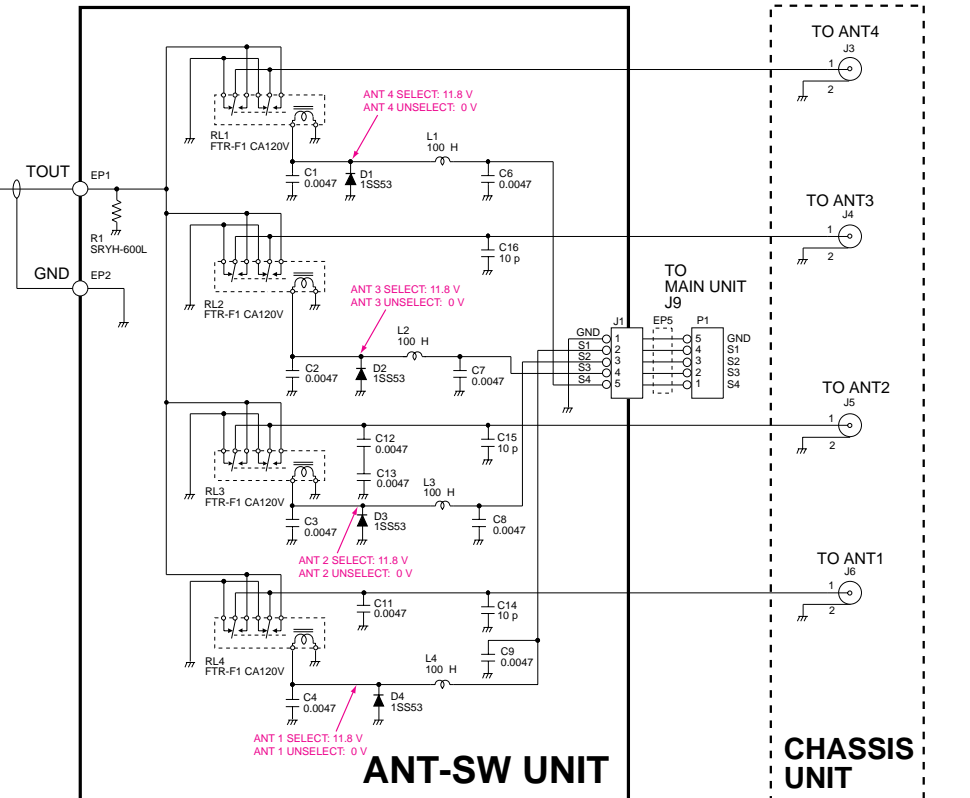 TO ANT4
J3
1
2
RL1
FTR-F1 CA120V
ANT 4 SELECT: 11.8 V
ANT 4 UNSELECT: 0 V
L1
100 H
C1
0.0047
D1
1SS53
C6
0.0047
TOUT
EP1
R1
SRYH-600L
GND
EP2
TO ANT3
J4
1
2
C16
10 p
RL2
FTR-F1 CA120V
ANT 3 SELECT: 11.8 V
ANT 3 UNSELECT: 0 V
L2
100 H
C2
0.0047
D2
1SS53
C7
0.0047
TO
MAIN UNIT
J9
J1
EP5
P1
GND 1 5 GND
S1 2 4 S1
S2 3 3 S2
S3 4 2 S3
S4 5 1 S4
TO ANT2
J5
1
2
C12
0.0047
C15
10 p
C13
0.0047
RL3
FTR-F1 CA120V
L3
100 H
C3
0.0047
D3
1SS53
C8
0.0047
ANT 2 SELECT: 11.8 V
ANT 2 UNSELECT: 0 V
TO ANT1
J6
1
2
C11
0.0047
C14
10 p
RL4
FTR-F1 CA120V
L4
100 H
C9
0.0047
C4
0.0047
D4
1SS53
ANT 1 SELECT: 11.8 V
ANT 1 UNSELECT: 0 V
ANT-SW UNIT
CHASSIS
UNIT